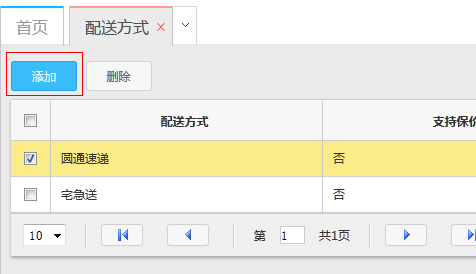 首页 配送方式 ×
添加 删除
配送方式 支持保价
圆通速递 否
宅急送 否
10 第 1 共1页